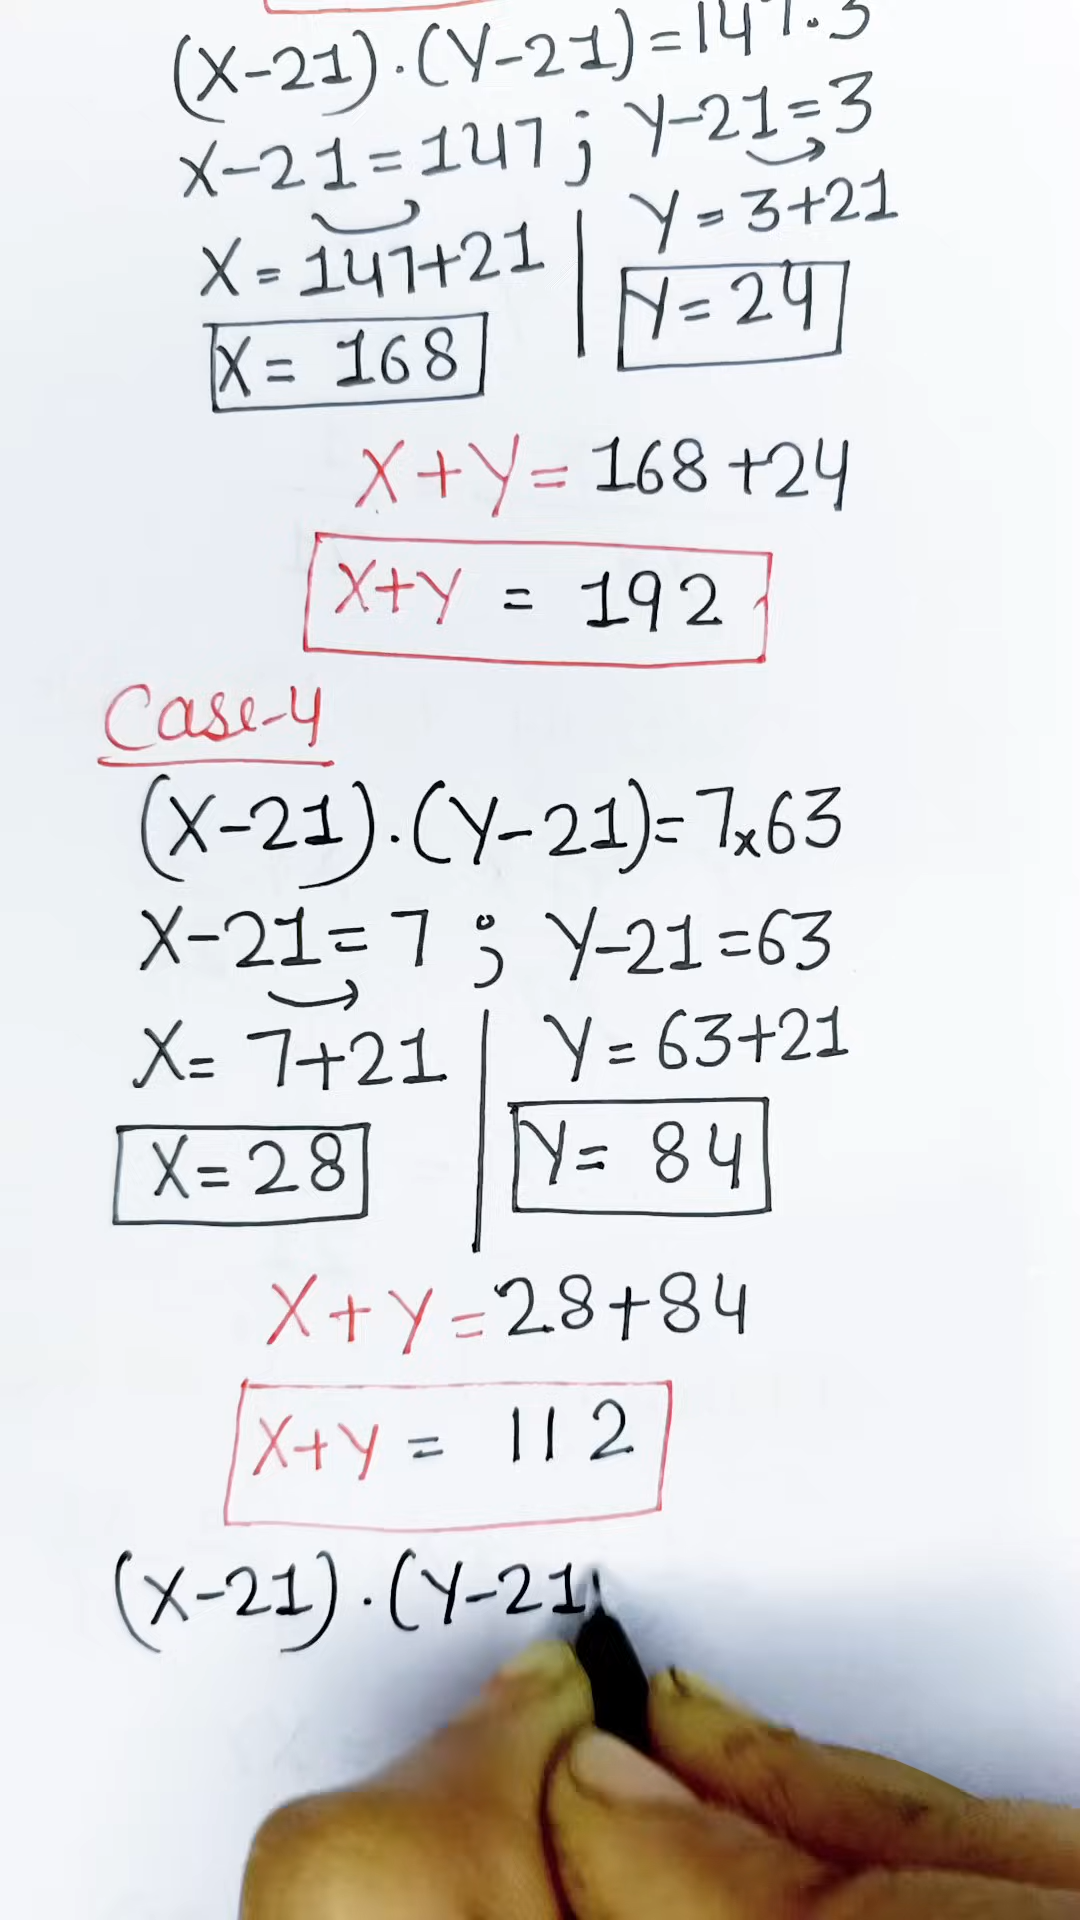 (X-21).(Y-21)=147.3
X-21=147; Y-21=3
X=147+21 | Y=3+21
X= 168 Y=24
X+Y=168+24
X+Y = 192
Case-4
(X-21).(Y-21)=7x63
X-21=7 ; Y-21=63
X= 7+21 | Y=63+21
X=28 Y= 84
X+Y=28+84
X+Y = 112
(X-21).(Y-21)